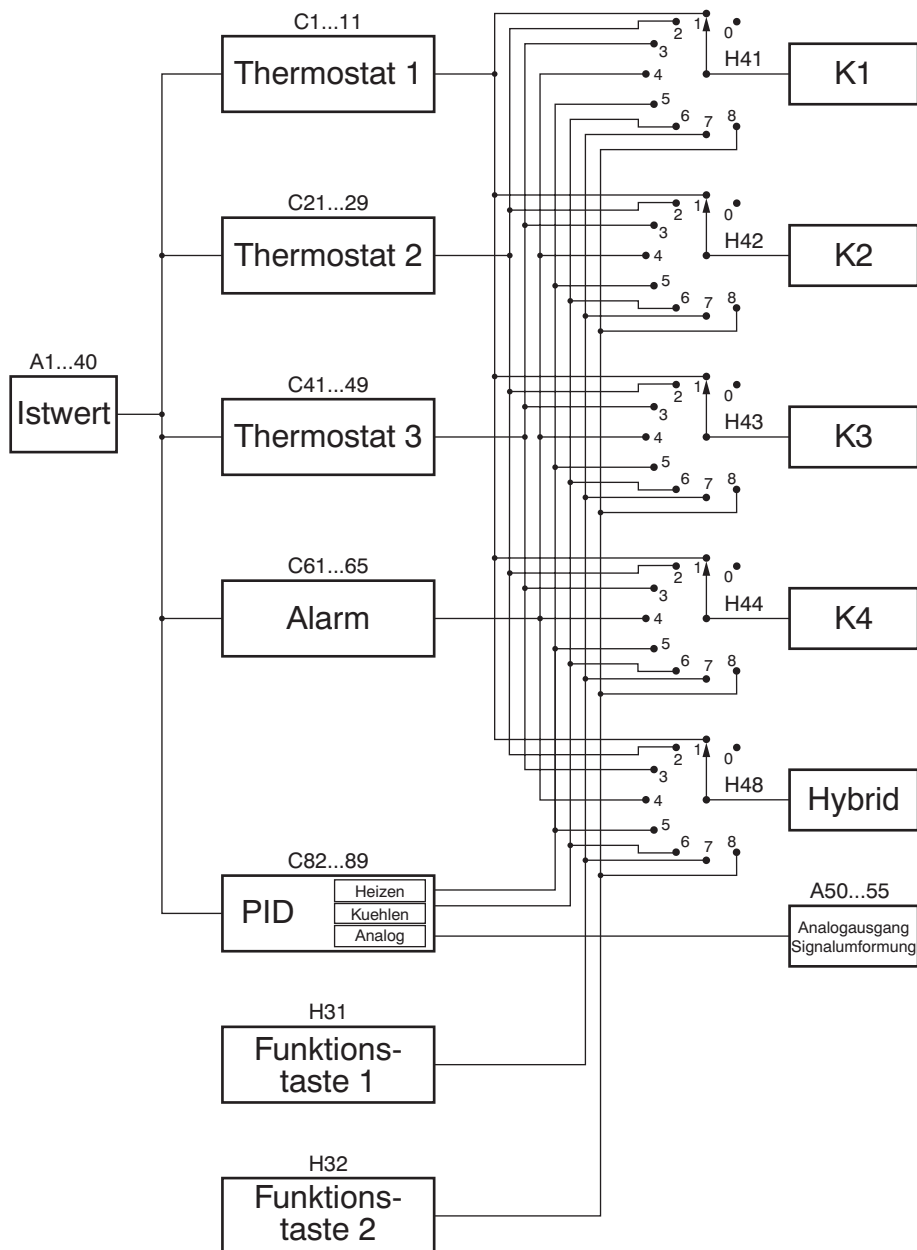 C1...11
Thermostat 1
1
0
2
H41
3
4
K1
5
6
7
8
C21...29
Thermostat 2
1
0
2
H42
3
4
K2
5
6
7
8
A1...40
Istwert
C41...49
Thermostat 3
1
0
2
H43
3
4
K3
5
6
7
8
C61...65
Alarm
1
0
2
H44
3
4
K4
5
6
7
8
1
0
2
H48
3
4
Hybrid
5
6
7
8
C82...89
PID
Heizen
Kuehlen
Analog
A50...55
Analogausgang
Signalumformung
H31
Funktions-
taste 1
H32
Funktions-
taste 2